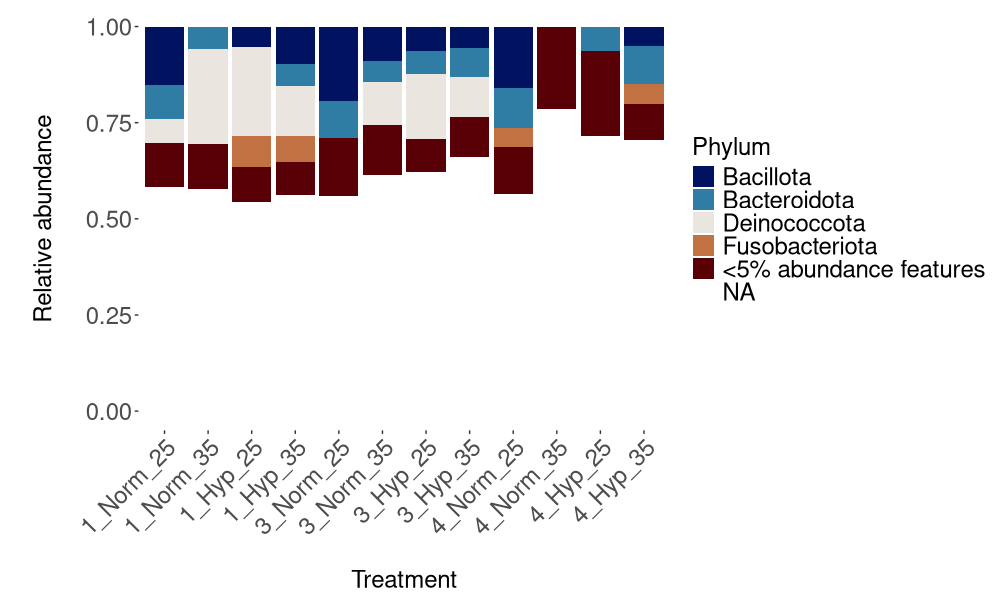 1.00
0.75
0.50
0.25
0.00
Relative abundance
1_Norm_25
1_Norm_35
1_Hyp_25
1_Hyp_35
3_Norm_25
3_Norm_35
3_Hyp_25
3_Hyp_35
4_Norm_25
4_Norm_35
4_Hyp_25
4_Hyp_35
Treatment
Phylum
Bacillota
Bacteroidota
Deinococcota
Fusobacteriota
<5% abundance features
NA